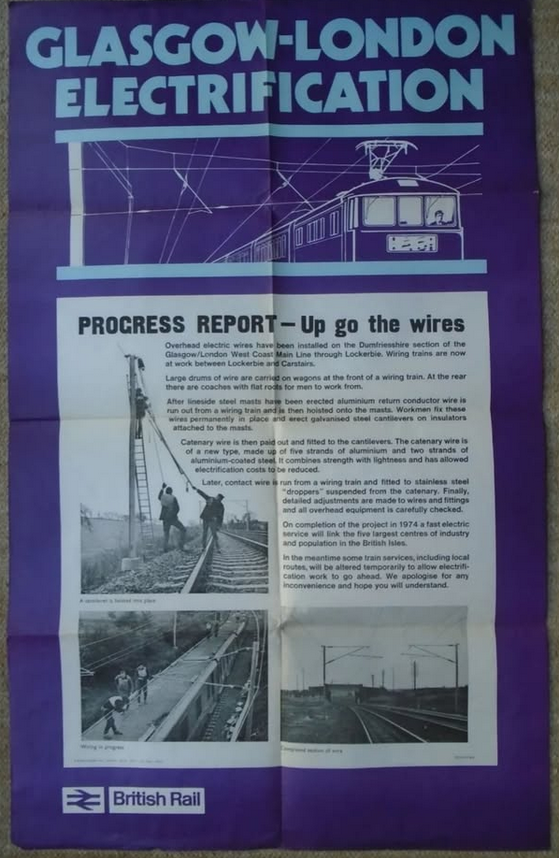 GLASGOW-LONDON
ELECTRIFICATION
PROGRESS REPORT – Up go the wires
Overhead electric wires have been installed on the Dumfriesshire section of the
Glasgow/London West Coast Main Line through Lockerbie. Wiring trains are now
at work between Lockerbie and Carstairs.
Large drums of wire are carried on wagons at the front of a wiring train. At the rear
there are coaches with flat roofs for men to work from.
After lineside steel masts have been erected aluminium return conductor wire is
run out from a wiring train and is then hoisted onto the masts. Workmen fix these
wires permanently in place and erect galvanised steel cantilevers on insulators
attached to the masts.
Catenary wire is then paid out and fitted to the cantilevers. The catenary wire is
of a new type, made up of five strands of aluminium and two strands of
aluminium-coated steel. It combines strength with lightness and has allowed
electrification costs to be reduced.
Later, contact wire is run from a wiring train and fitted to stainless steel
"droppers" suspended from the catenary. Finally,
detailed adjustments are made to wires and fittings
and all overhead equipment is carefully checked.
On completion of the project in 1974 a fast electric
service will link the five largest centres of industry
and population in the British Isles.
In the meantime some train services, including local
routes, will be altered temporarily to allow electrifi-
cation work to go ahead. We apologise for any
inconvenience and hope you will understand.
A cantilever is hoisted into place
Wiring in progress
Completed section of wire
British Rail